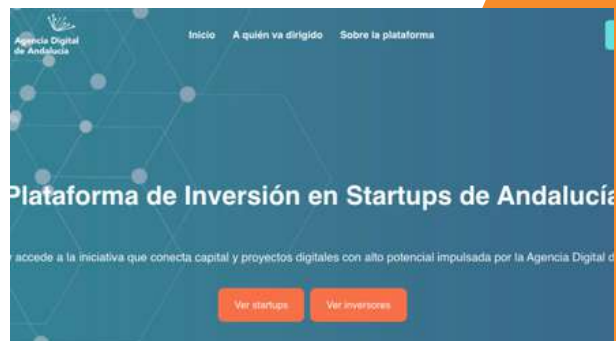 Agencia Digital
de Andalucía
Inicio A quién va dirigido Sobre la plataforma
Plataforma de Inversión en Startups de Andalucía
accede a la iniciativa que conecta capital y proyectos digitales con alto potencial impulsada por la Agencia Digital d
Ver startups Ver inversores